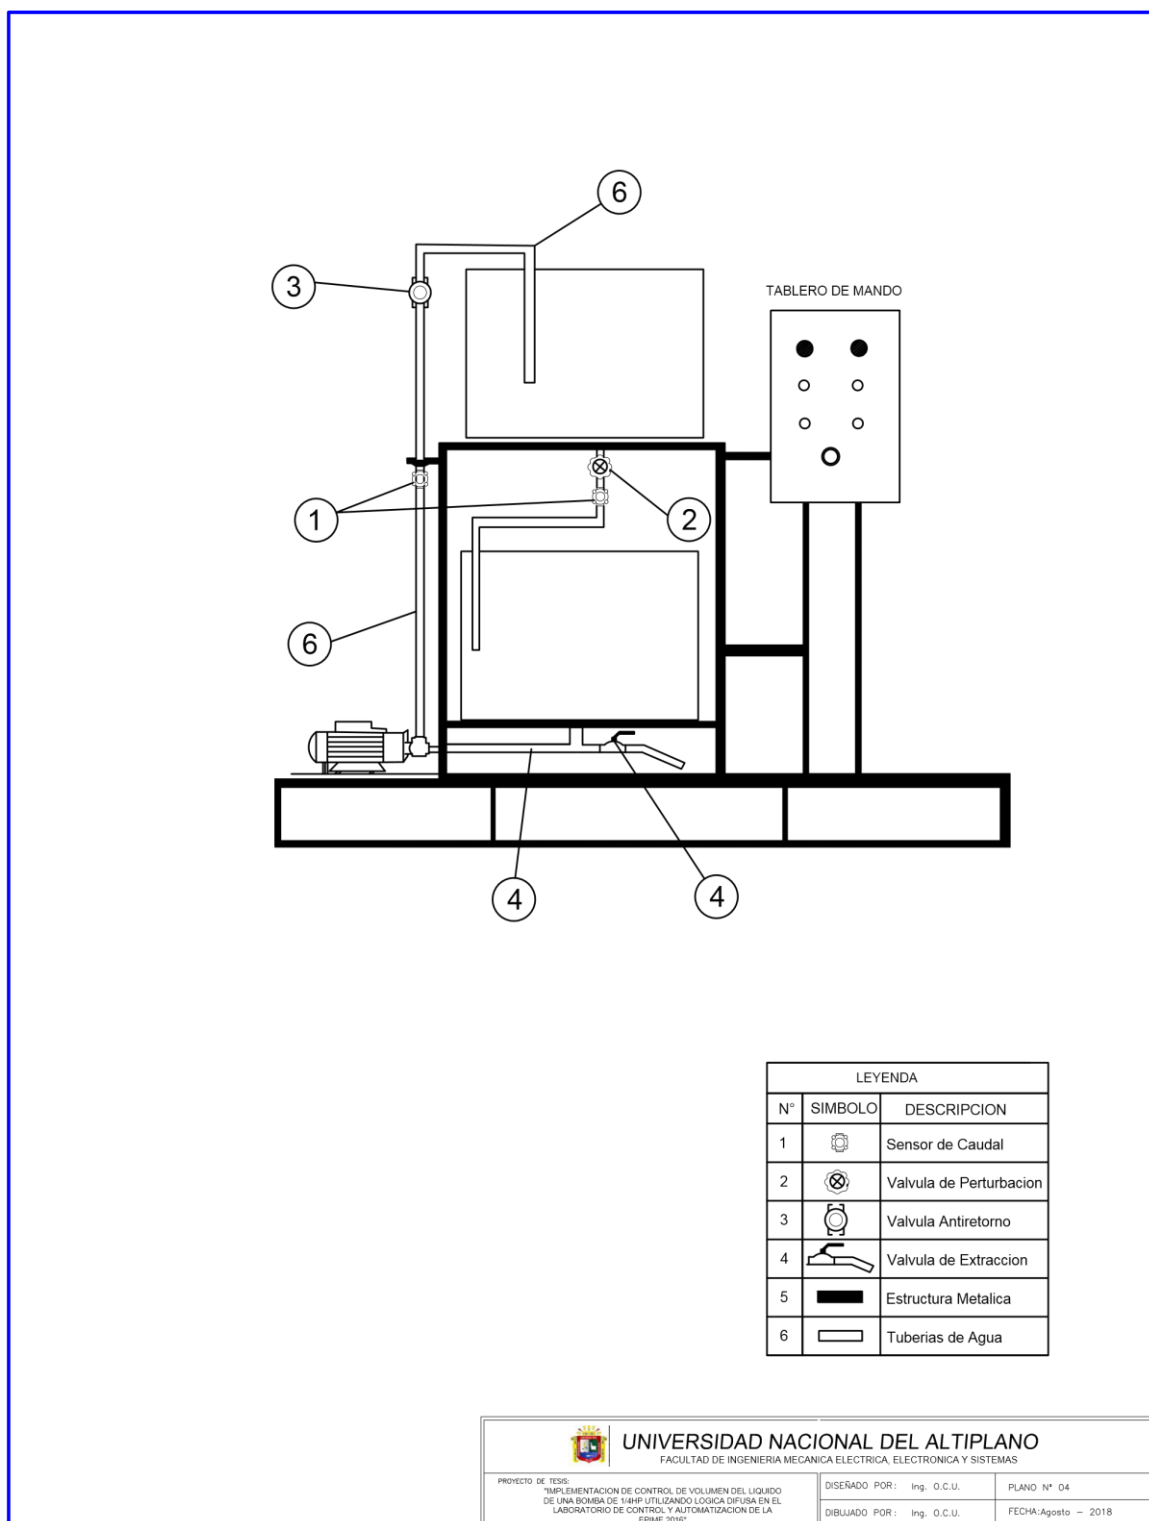 6
3
TABLERO DE MANDO
1
2
6
4
4
LEYENDA
N° SIMBOLO DESCRIPCION
1 Sensor de Caudal
2 Valvula de Perturbacion
3 Valvula Antiretorno
4 Valvula de Extraccion
5 Estructura Metalica
6 Tuberias de Agua
UNIVERSIDAD NACIONAL DEL ALTIPLANO
FACULTAD DE INGENIERIA MECANICA ELECTRICA, ELECTRONICA Y SISTEMAS
PROYECTO DE TESIS:
"IMPLEMENTACION DE CONTROL DE VOLUMEN DEL LIQUIDO
DE UNA BOMBA DE 1/4HP UTILIZANDO LOGICA DIFUSA EN EL
LABORATORIO DE CONTROL Y AUTOMATIZACION DE LA
EPIME 2016"
DISEÑADO POR: Ing. O.C.U.
PLANO N° 04
DIBUJADO POR: Ing. O.C.U.
FECHA:Agosto - 2018